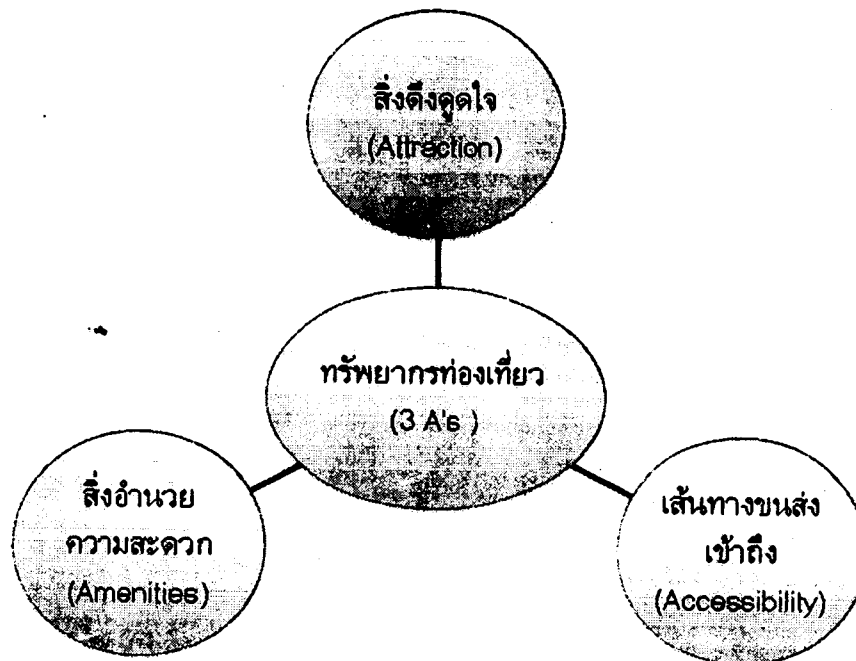 สิ่งดึงดูดใจ
(Attraction)
ทรัพยากรท่องเที่ยว
(3 A's )
สิ่งอำนวย
ความสะดวก
(Amenities)
เส้นทางขนส่ง
เข้าถึง
(Accessibility)